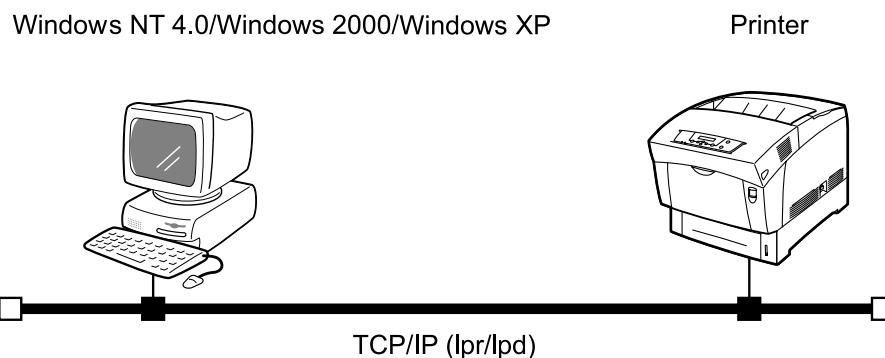 Windows NT 4.0/Windows 2000/Windows XP
Printer
TCP/IP (lpr/lpd)